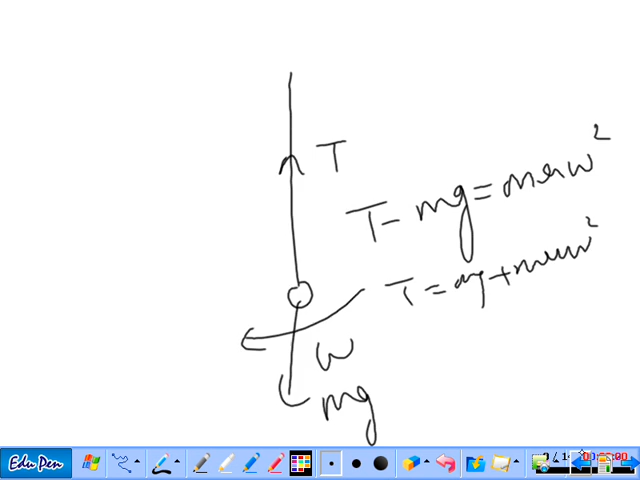 T
T - mg = mrω²
T = mg + mrω²
ω
mg
Edu Pen